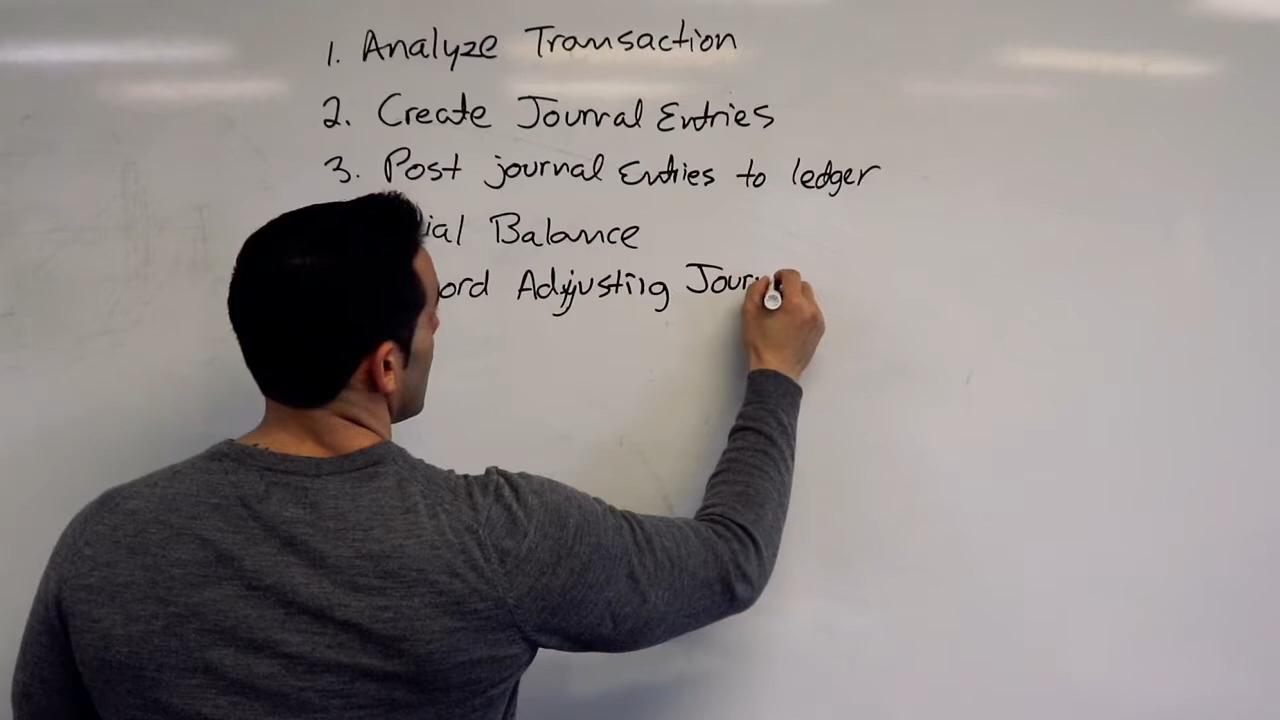 1. Analyze Transaction
2. Create Journal Entries
3. Post journal Entries to ledger
ial Balance
ord Adjusting Jour